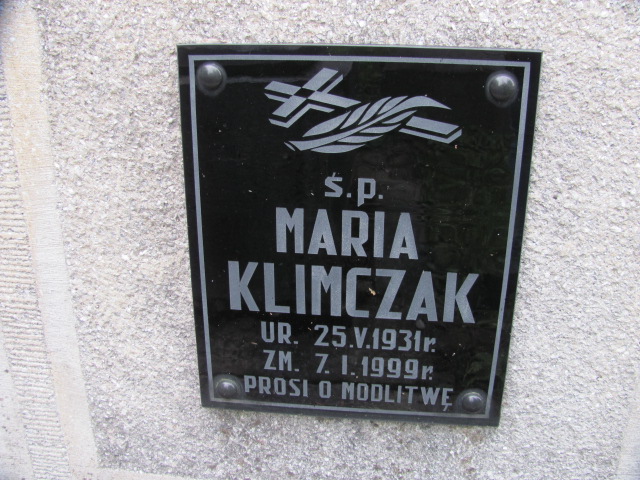 ś.p.
MARIA
KLIMCZAK
UR. 25.V.1931r.
ZM. 7.I.1999r.
PROSI O MODLITWĘ